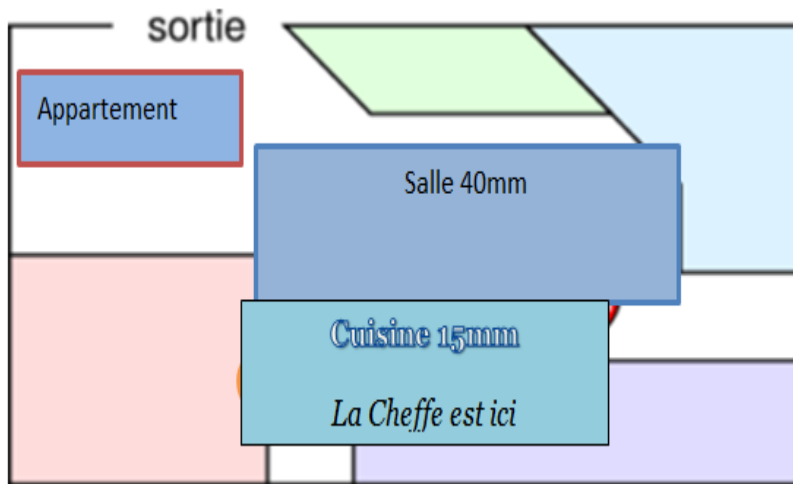 sortie
Appartement
Salle 40mm
Cuisine 15mm
La Cheffe est ici